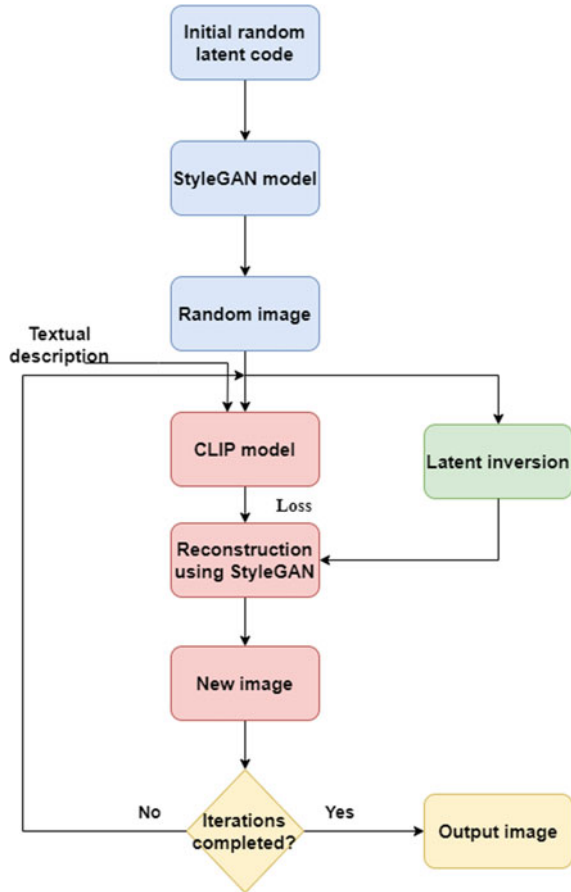 Initial random
latent code
StyleGAN model
Random image
Textual
description
CLIP model
Latent inversion
Loss
Reconstruction
using StyleGAN
New image
No
Iterations
completed?
Yes
Output image